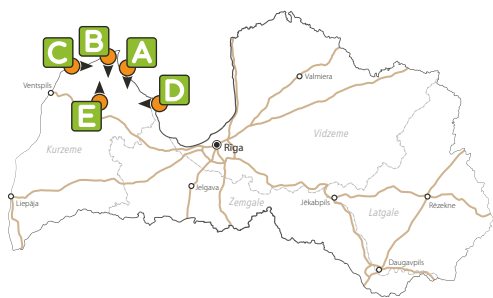 B
A
C
Valmiera
Ventspils
D
E
Vidzeme
Kurzeme
Rīga
Jelgava
Liepāja
Zemgale
Jēkabpils
Rēzekne
Latgale
Daugavpils